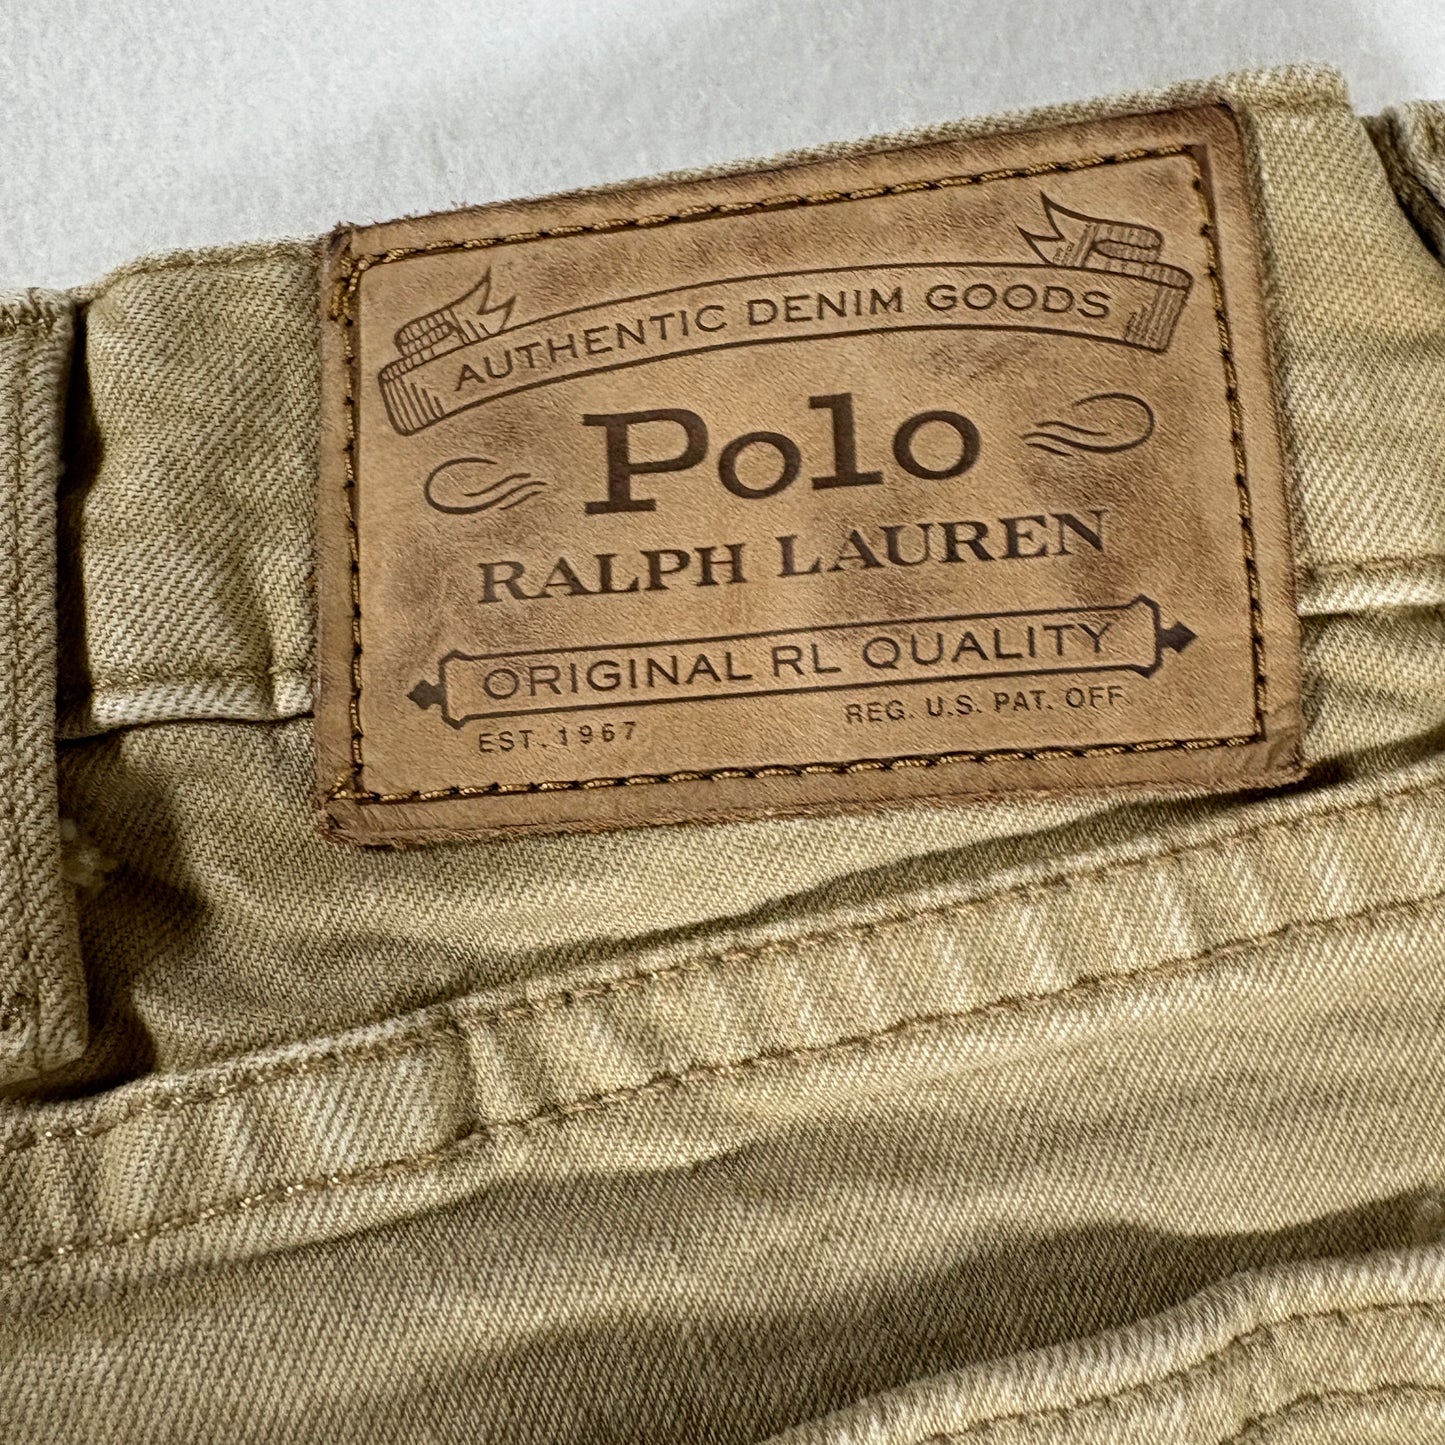 AUTHENTIC DENIM GOODS
Polo
RALPH LAUREN
ORIGINAL RL QUALITY
EST. 1967 REG. U.S. PAT. OFF.